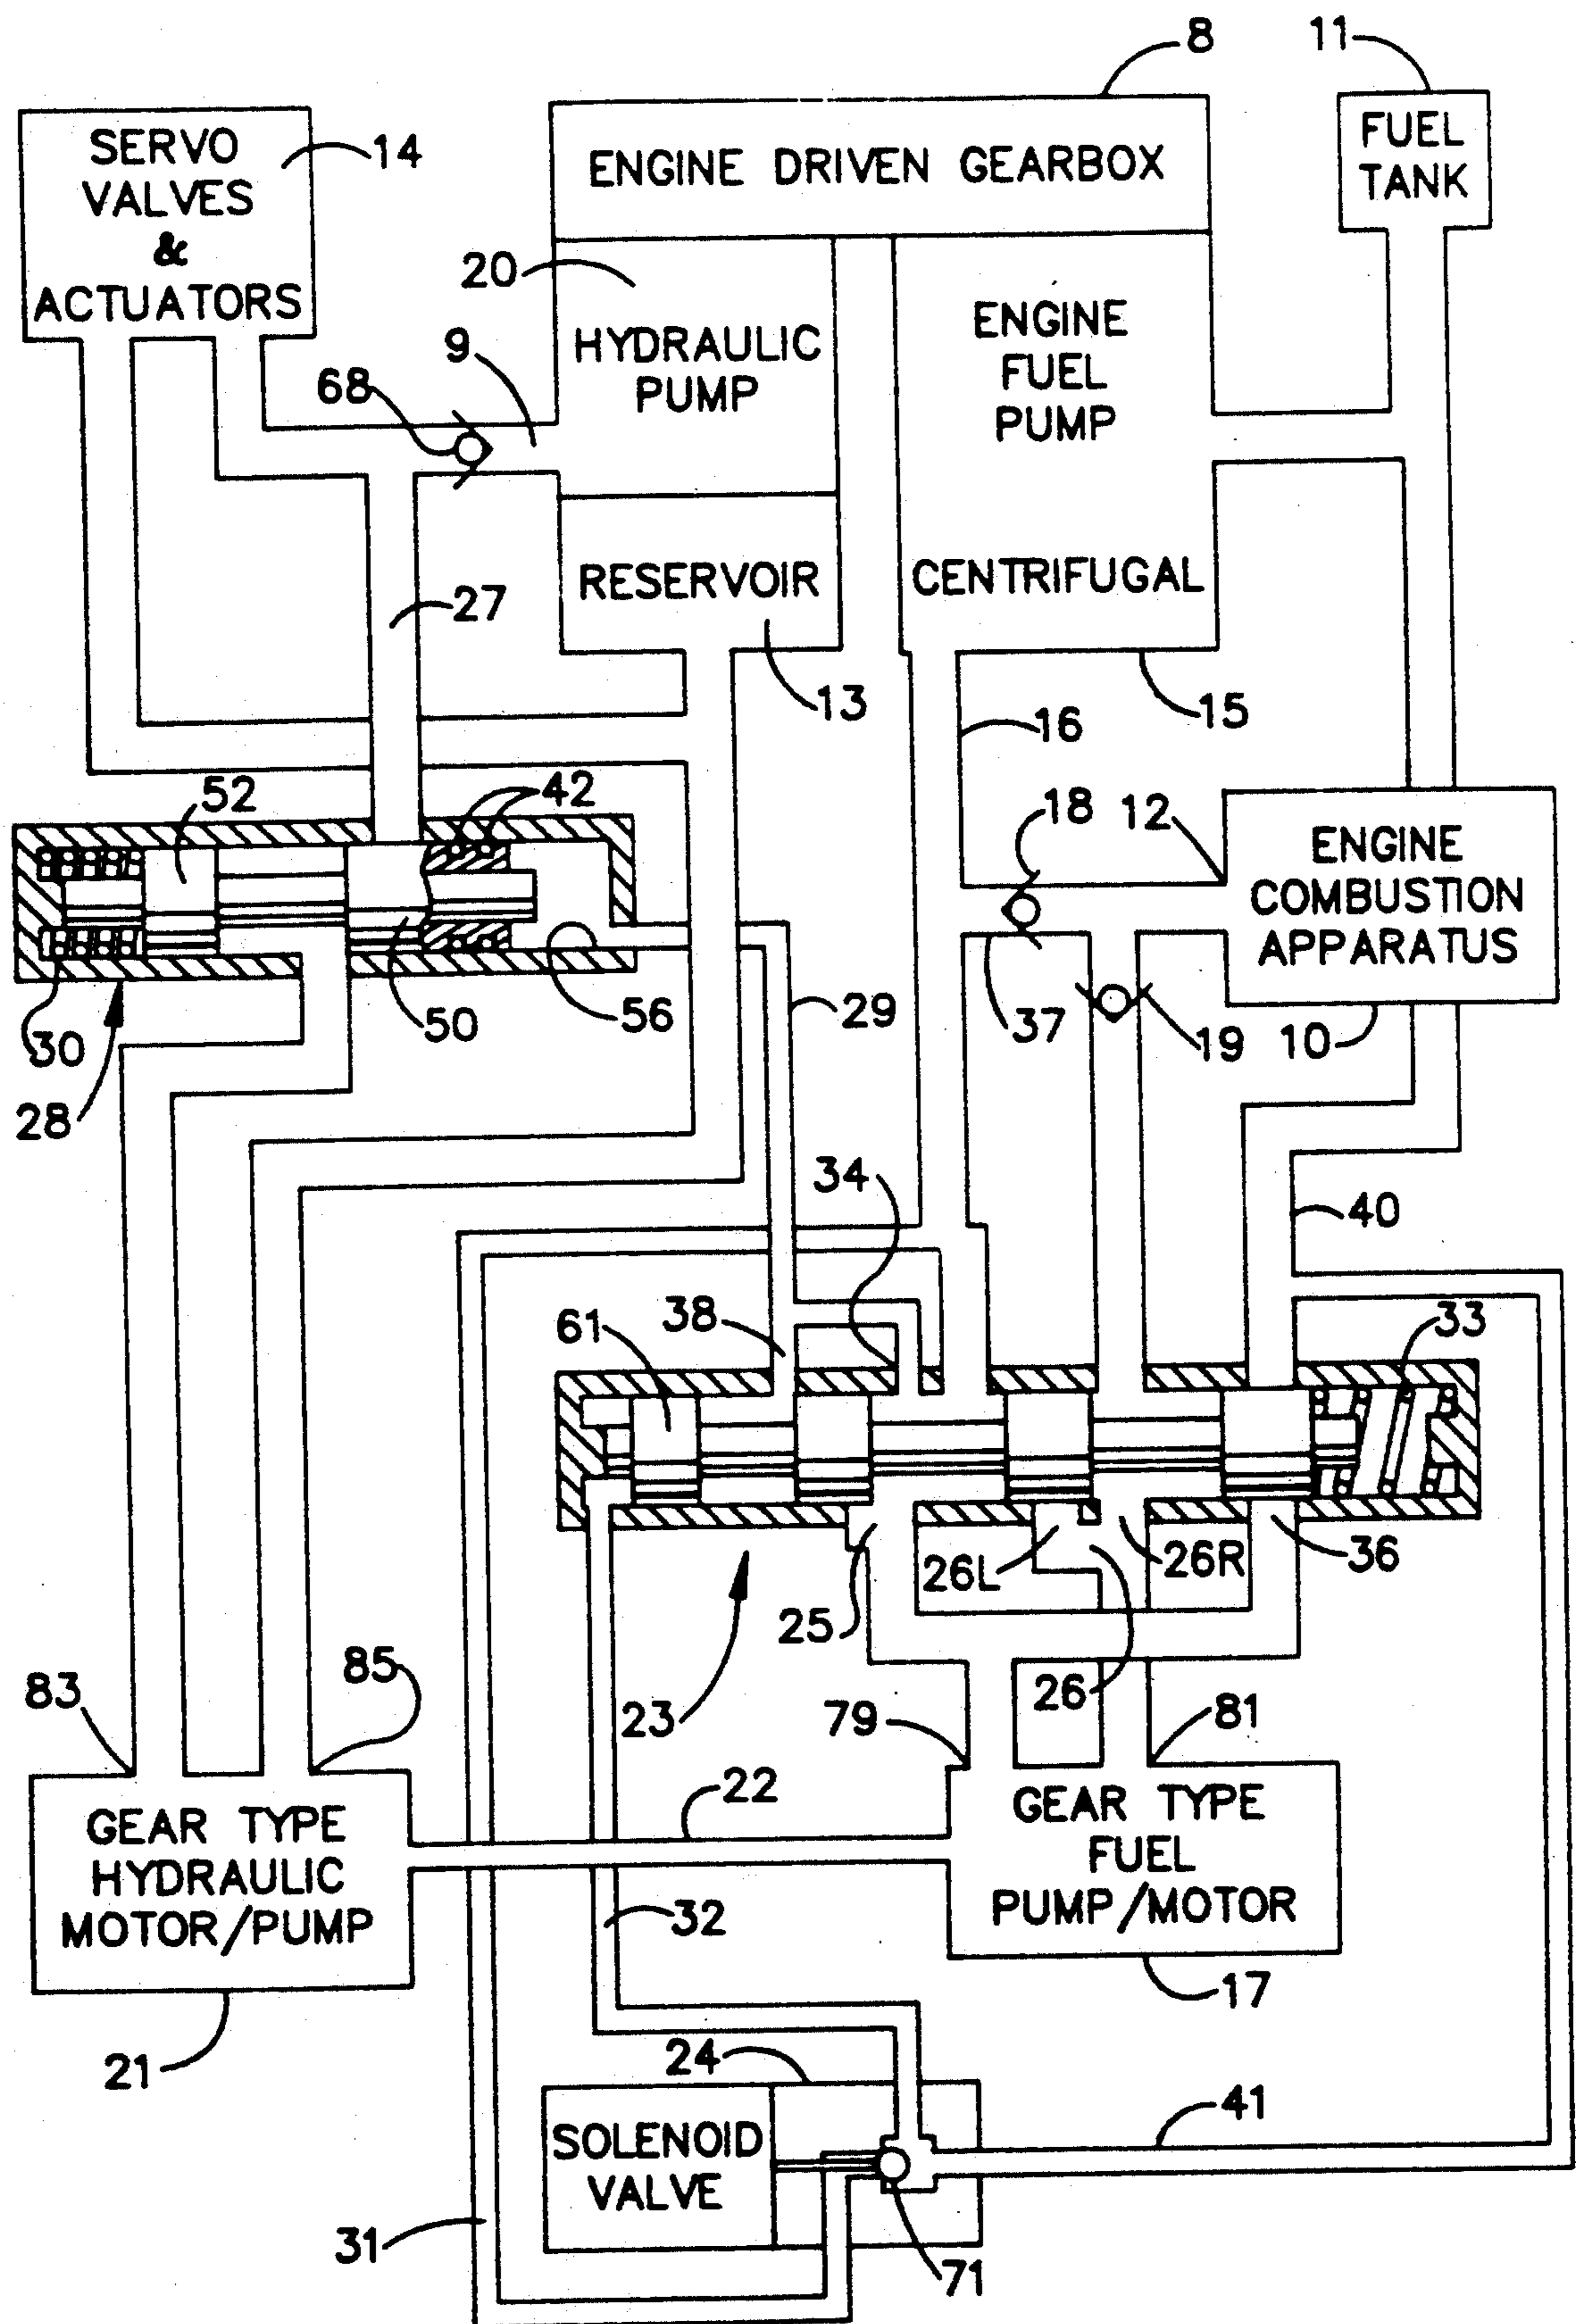 8
11
SERVO
VALVES
&
ACTUATORS
14
ENGINE DRIVEN GEARBOX
FUEL
TANK
20
HYDRAULIC
PUMP
ENGINE
FUEL
PUMP
9
68
RESERVOIR
CENTRIFUGAL
27
13
16
15
52
42
18
12
ENGINE
COMBUSTION
APPARATUS
30
50
56
29
37
19
10
28
34
40
38
61
33
26L
26R
36
25
83
85
23
79
26
81
22
GEAR TYPE
HYDRAULIC
MOTOR/PUMP
GEAR TYPE
FUEL
PUMP/MOTOR
32
17
21
24
41
SOLENOID
VALVE
31
71